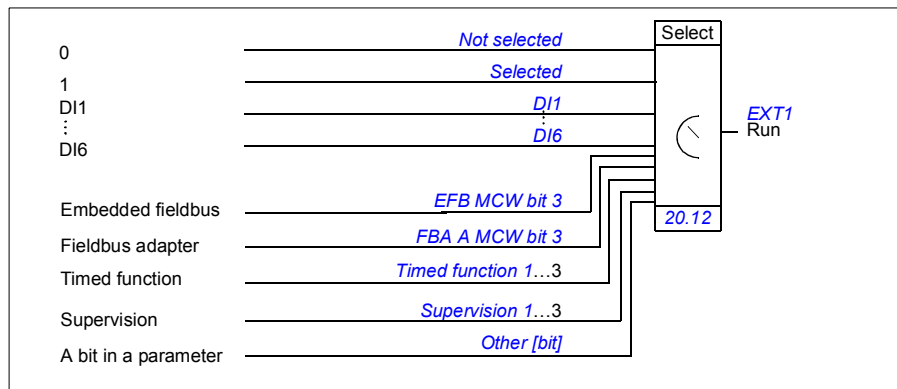 Select
0 Not selected
1 Selected
DI1 DI1
⋮ ⋮
DI6 DI6
EXT1
Run
Embedded fieldbus EFB MCW bit 3
20.12
Fieldbus adapter FBA A MCW bit 3
Timed function Timed function 1...3
Supervision Supervision 1...3
A bit in a parameter Other [bit]